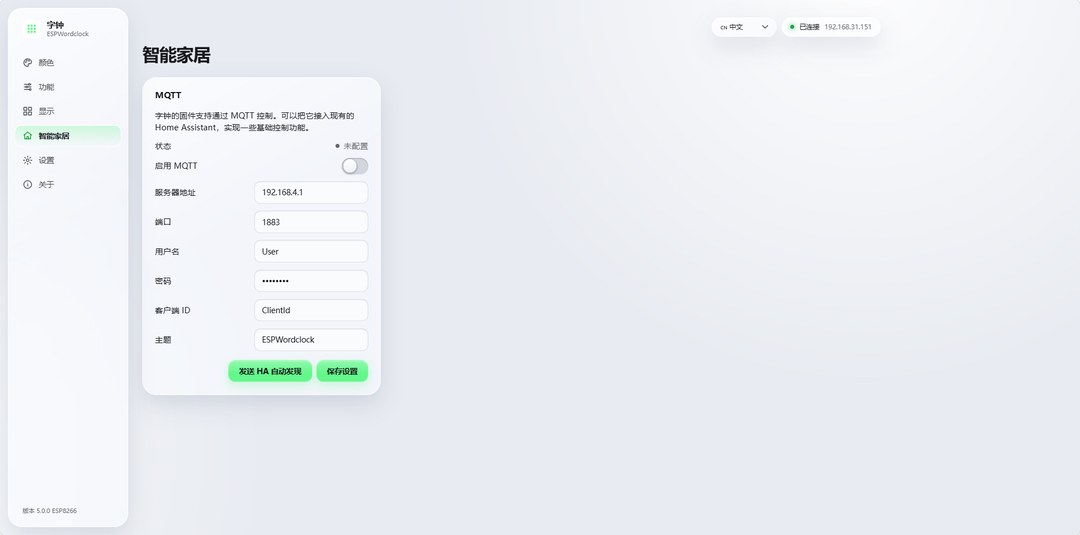 字钟
ESPWordclock
颜色
功能
显示
智能家居
设置
关于
版本 5.0.0 ESP8266
CN 中文
已连接 192.168.31.151
智能家居
MQTT
字钟的固件支持通过 MQTT 控制。可以把它接入现有的
Home Assistant，实现一些基础控制功能。
状态 未配置
启用 MQTT
服务器地址 192.168.4.1
端口 1883
用户名 User
密码 ••••••••
客户端 ID ClientId
主题 ESPWordclock
发送 HA 自动发现 保存设置